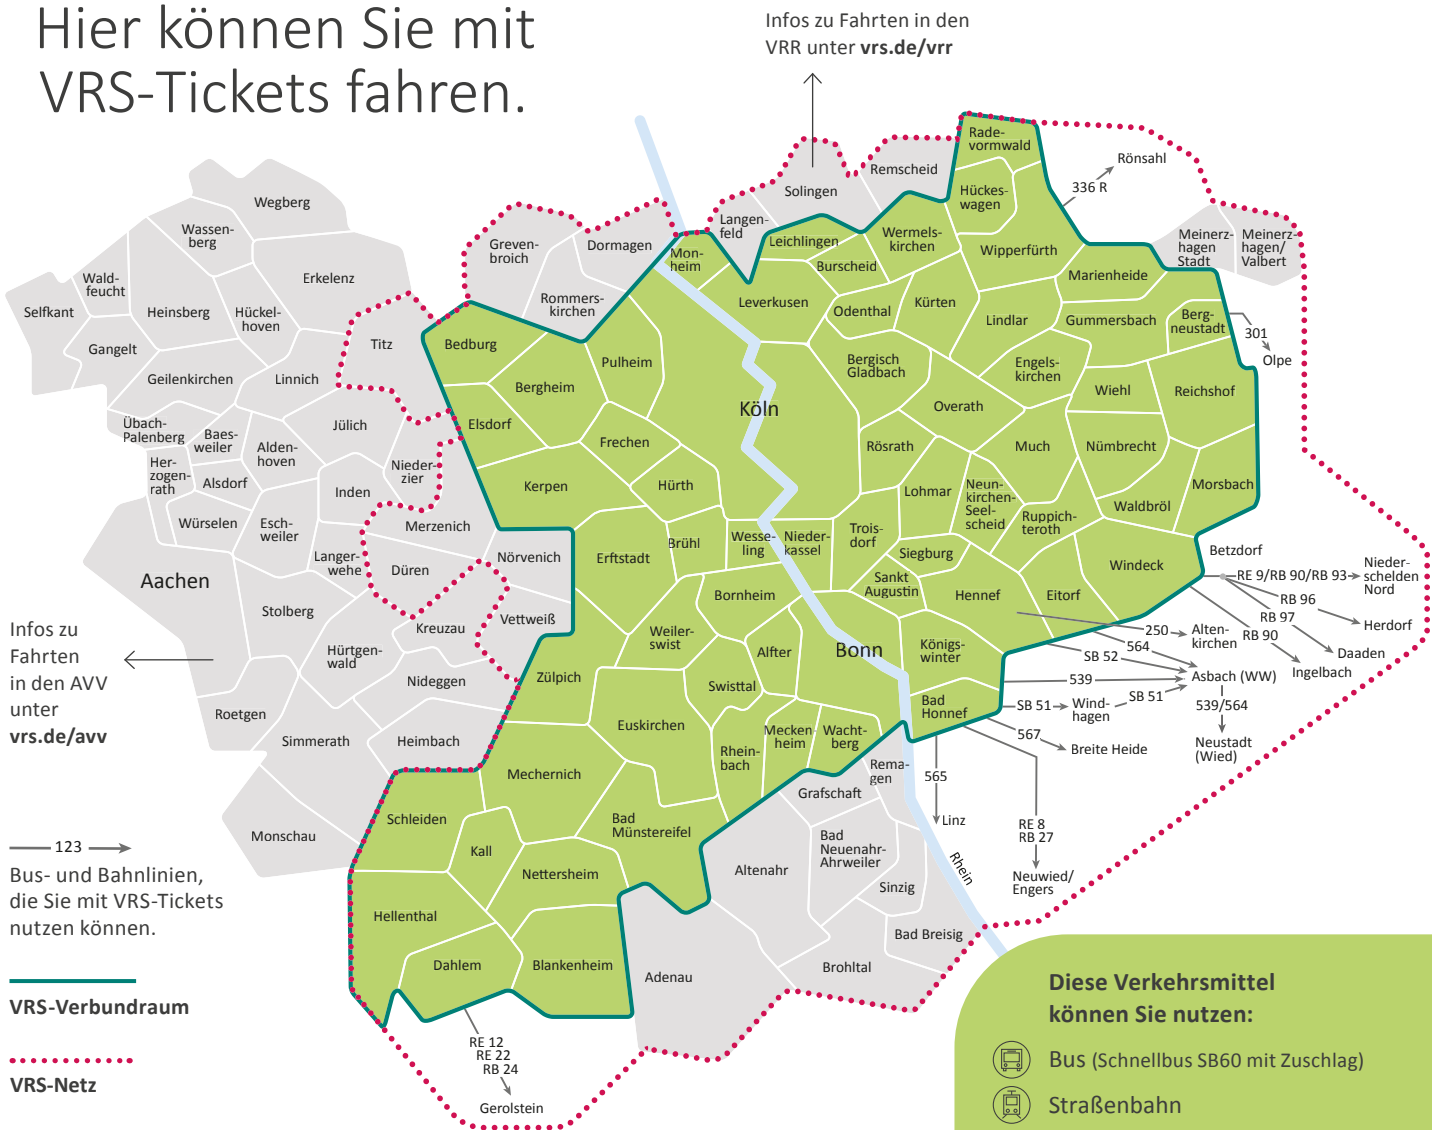 Hier können Sie mit
VRS-Tickets fahren.
Infos zu Fahrten in den
VRR unter vrs.de/vrr
Rade-
vormwald
Rönsahl
336 R
Remscheid
Solingen
Hückes-
wagen
Wegberg
Wassen-
berg
Langen-
feld
Leichlingen
Wermels-
kirchen
Wipperfürth
Meinerz-
hagen
Stadt
Meinerz-
hagen/
Valbert
Greven-
broich
Dormagen
Mon-
heim
Burscheid
Marienheide
Wald-
feucht
Erkelenz
Selfkant
Heinsberg
Hückel-
hoven
Rommers-
kirchen
Leverkusen
Odenthal
Kürten
Lindlar
Gummersbach
Berg-
neustadt
301
Olpe
Gangelt
Titz
Bedburg
Pulheim
Bergisch
Gladbach
Engels-
kirchen
Geilenkirchen
Linnich
Bergheim
Wiehl
Reichshof
Köln
Overath
Übach-
Palenberg
Baes-
weiler
Alden-
hoven
Jülich
Elsdorf
Frechen
Rösrath
Much
Nümbrecht
Her-
zogen-
rath
Alsdorf
Inden
Nieder-
zier
Kerpen
Hürth
Lohmar
Neun-
kirchen-
Seel-
scheid
Morsbach
Würselen
Esch-
weiler
Merzenich
Ruppich-
teroth
Waldbröl
Langer-
wehe
Düren
Nörvenich
Erftstadt
Brühl
Wesse-
ling
Nieder-
kassel
Trois-
dorf
Siegburg
Windeck
Betzdorf
RE 9/RB 90/RB 93
Nieder-
schelden
Nord
Aachen
Sankt
Augustin
Hennef
Eitorf
RB 96
Herdorf
RB 97
Daaden
RB 90
Ingelbach
Stolberg
Kreuzau
Vettweiß
Bornheim
Weiler-
swist
Alfter
Bonn
Königs-
winter
250
Alten-
kirchen
564
SB 52
Asbach (WW)
539
Infos zu
Fahrten
in den AVV
unter
vrs.de/avv
Hürtgen-
wald
Nideggen
Zülpich
Swisttal
Bad
Honnef
SB 51
Wind-
hagen
SB 51
539/564
Neustadt
(Wied)
Roetgen
Simmerath
Heimbach
Euskirchen
Rhein-
bach
Mecken-
heim
Wacht-
berg
567
Breite Heide
Mechernich
Rema-
gen
565
Linz
Grafschaft
Monschau
Schleiden
Kall
Bad
Münstereifel
RE 8
RB 27
Neuwied/
Engers
123
Bus- und Bahnlinien,
die Sie mit VRS-Tickets
nutzen können.
Nettersheim
Altenahr
Bad
Neuenahr-
Ahrweiler
Sinzig
Rhein
Hellenthal
Bad Breisig
Dahlem
Blankenheim
Adenau
Brohltal
VRS-Verbundraum
RE 12
RE 22
RB 24
Gerolstein
VRS-Netz
Diese Verkehrsmittel
können Sie nutzen:
Bus (Schnellbus SB60 mit Zuschlag)
Straßenbahn